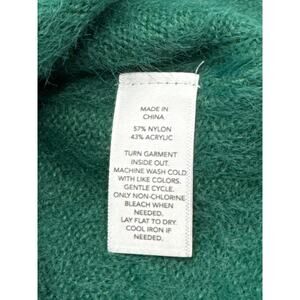 MADE IN
CHINA
57% NYLON
43% ACRYLIC
TURN GARMENT
INSIDE OUT.
MACHINE WASH COLD
WITH LIKE COLORS.
GENTLE CYCLE.
ONLY NON-CHLORINE
BLEACH WHEN
NEEDED.
LAY FLAT TO DRY.
COOL IRON IF
NEEDED.